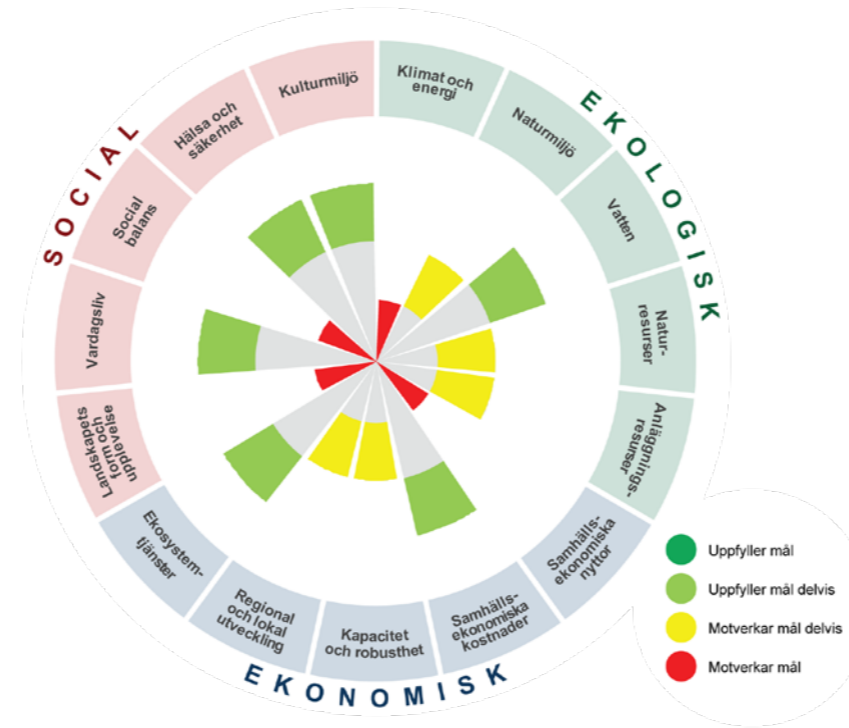 SOCIAL
EKOLOGISK
EKONOMISK
Klimat och
energi
Naturmiljö
Vatten
Natur-
resurser
Anläggnings-
resurser
Samhälls-
ekonomiska
nyttor
Samhälls-
ekonomiska
kostnader
Kapacitet
och robusthet
Regional
och lokal
utveckling
Ekosystem-
tjänster
Landskapets
form och
upplevelse
Vardagsliv
Social
balans
Hälsa och
säkerhet
Kulturmiljö
Uppfyller mål
Uppfyller mål delvis
Motverkar mål delvis
Motverkar mål